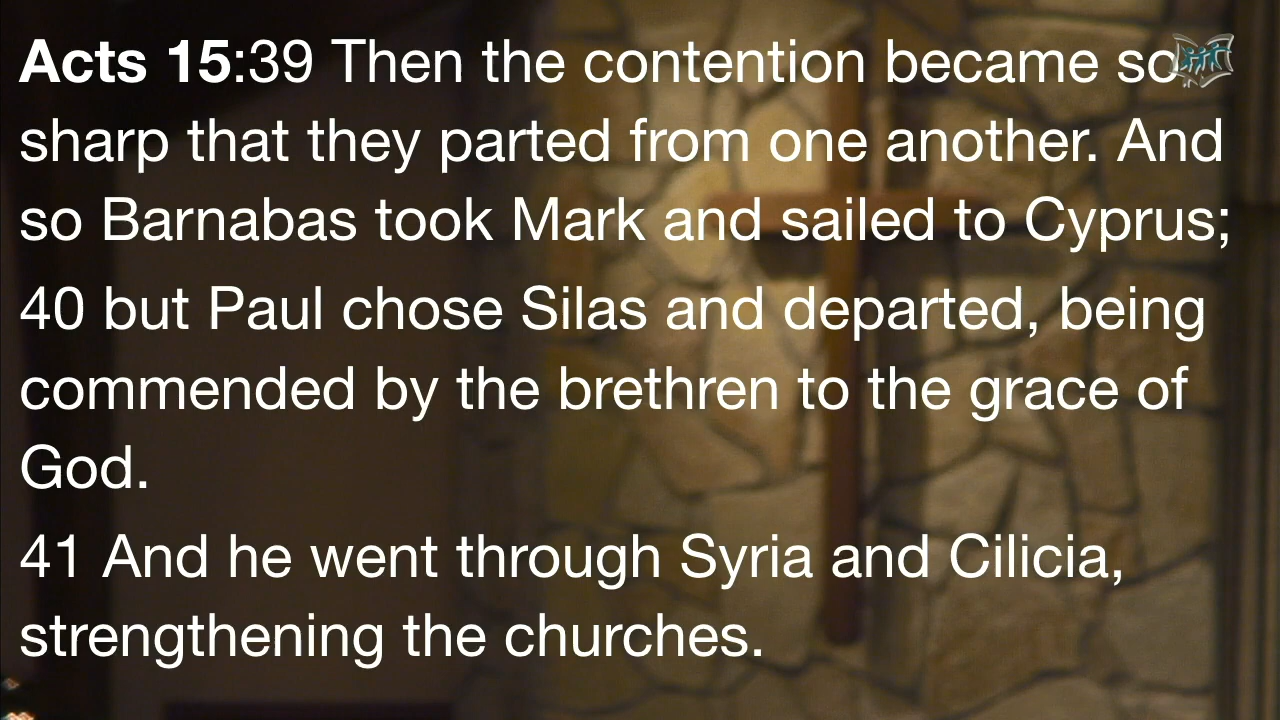 Acts 15:39 Then the contention became so
sharp that they parted from one another. And
so Barnabas took Mark and sailed to Cyprus;
40 but Paul chose Silas and departed, being
commended by the brethren to the grace of
God.
41 And he went through Syria and Cilicia,
strengthening the churches.